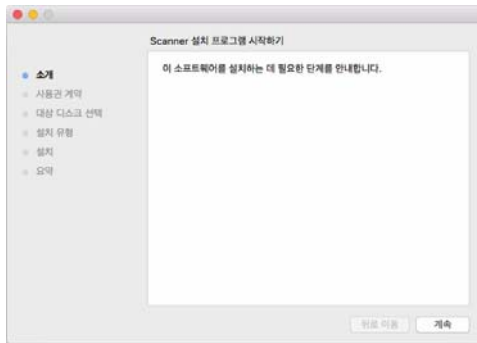 Scanner 설치 프로그램 시작하기
이 소프트웨어를 설치하는 데 필요한 단계를 안내합니다.
소개
사용권 계약
대상 디스크 선택
설치 유형
설치
요약
뒤로 이동
계속